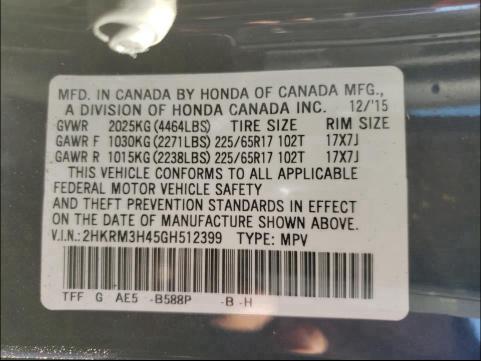 MFD. IN CANADA BY HONDA OF CANADA MFG.,
A DIVISION OF HONDA CANADA INC. 12/'15
GVWR 2025KG (4464LBS) TIRE SIZE RIM SIZE
GAWR F 1030KG (2271LBS) 225/65R17 102T 17X7J
GAWR R 1015KG (2238LBS) 225/65R17 102T 17X7J
THIS VEHICLE CONFORMS TO ALL APPLICABLE
FEDERAL MOTOR VEHICLE SAFETY
AND THEFT PREVENTION STANDARDS IN EFFECT
ON THE DATE OF MANUFACTURE SHOWN ABOVE.
V.I.N.: 2HKRM3H45GH512399 TYPE: MPV
TFF G AE5 -B588P -B -H